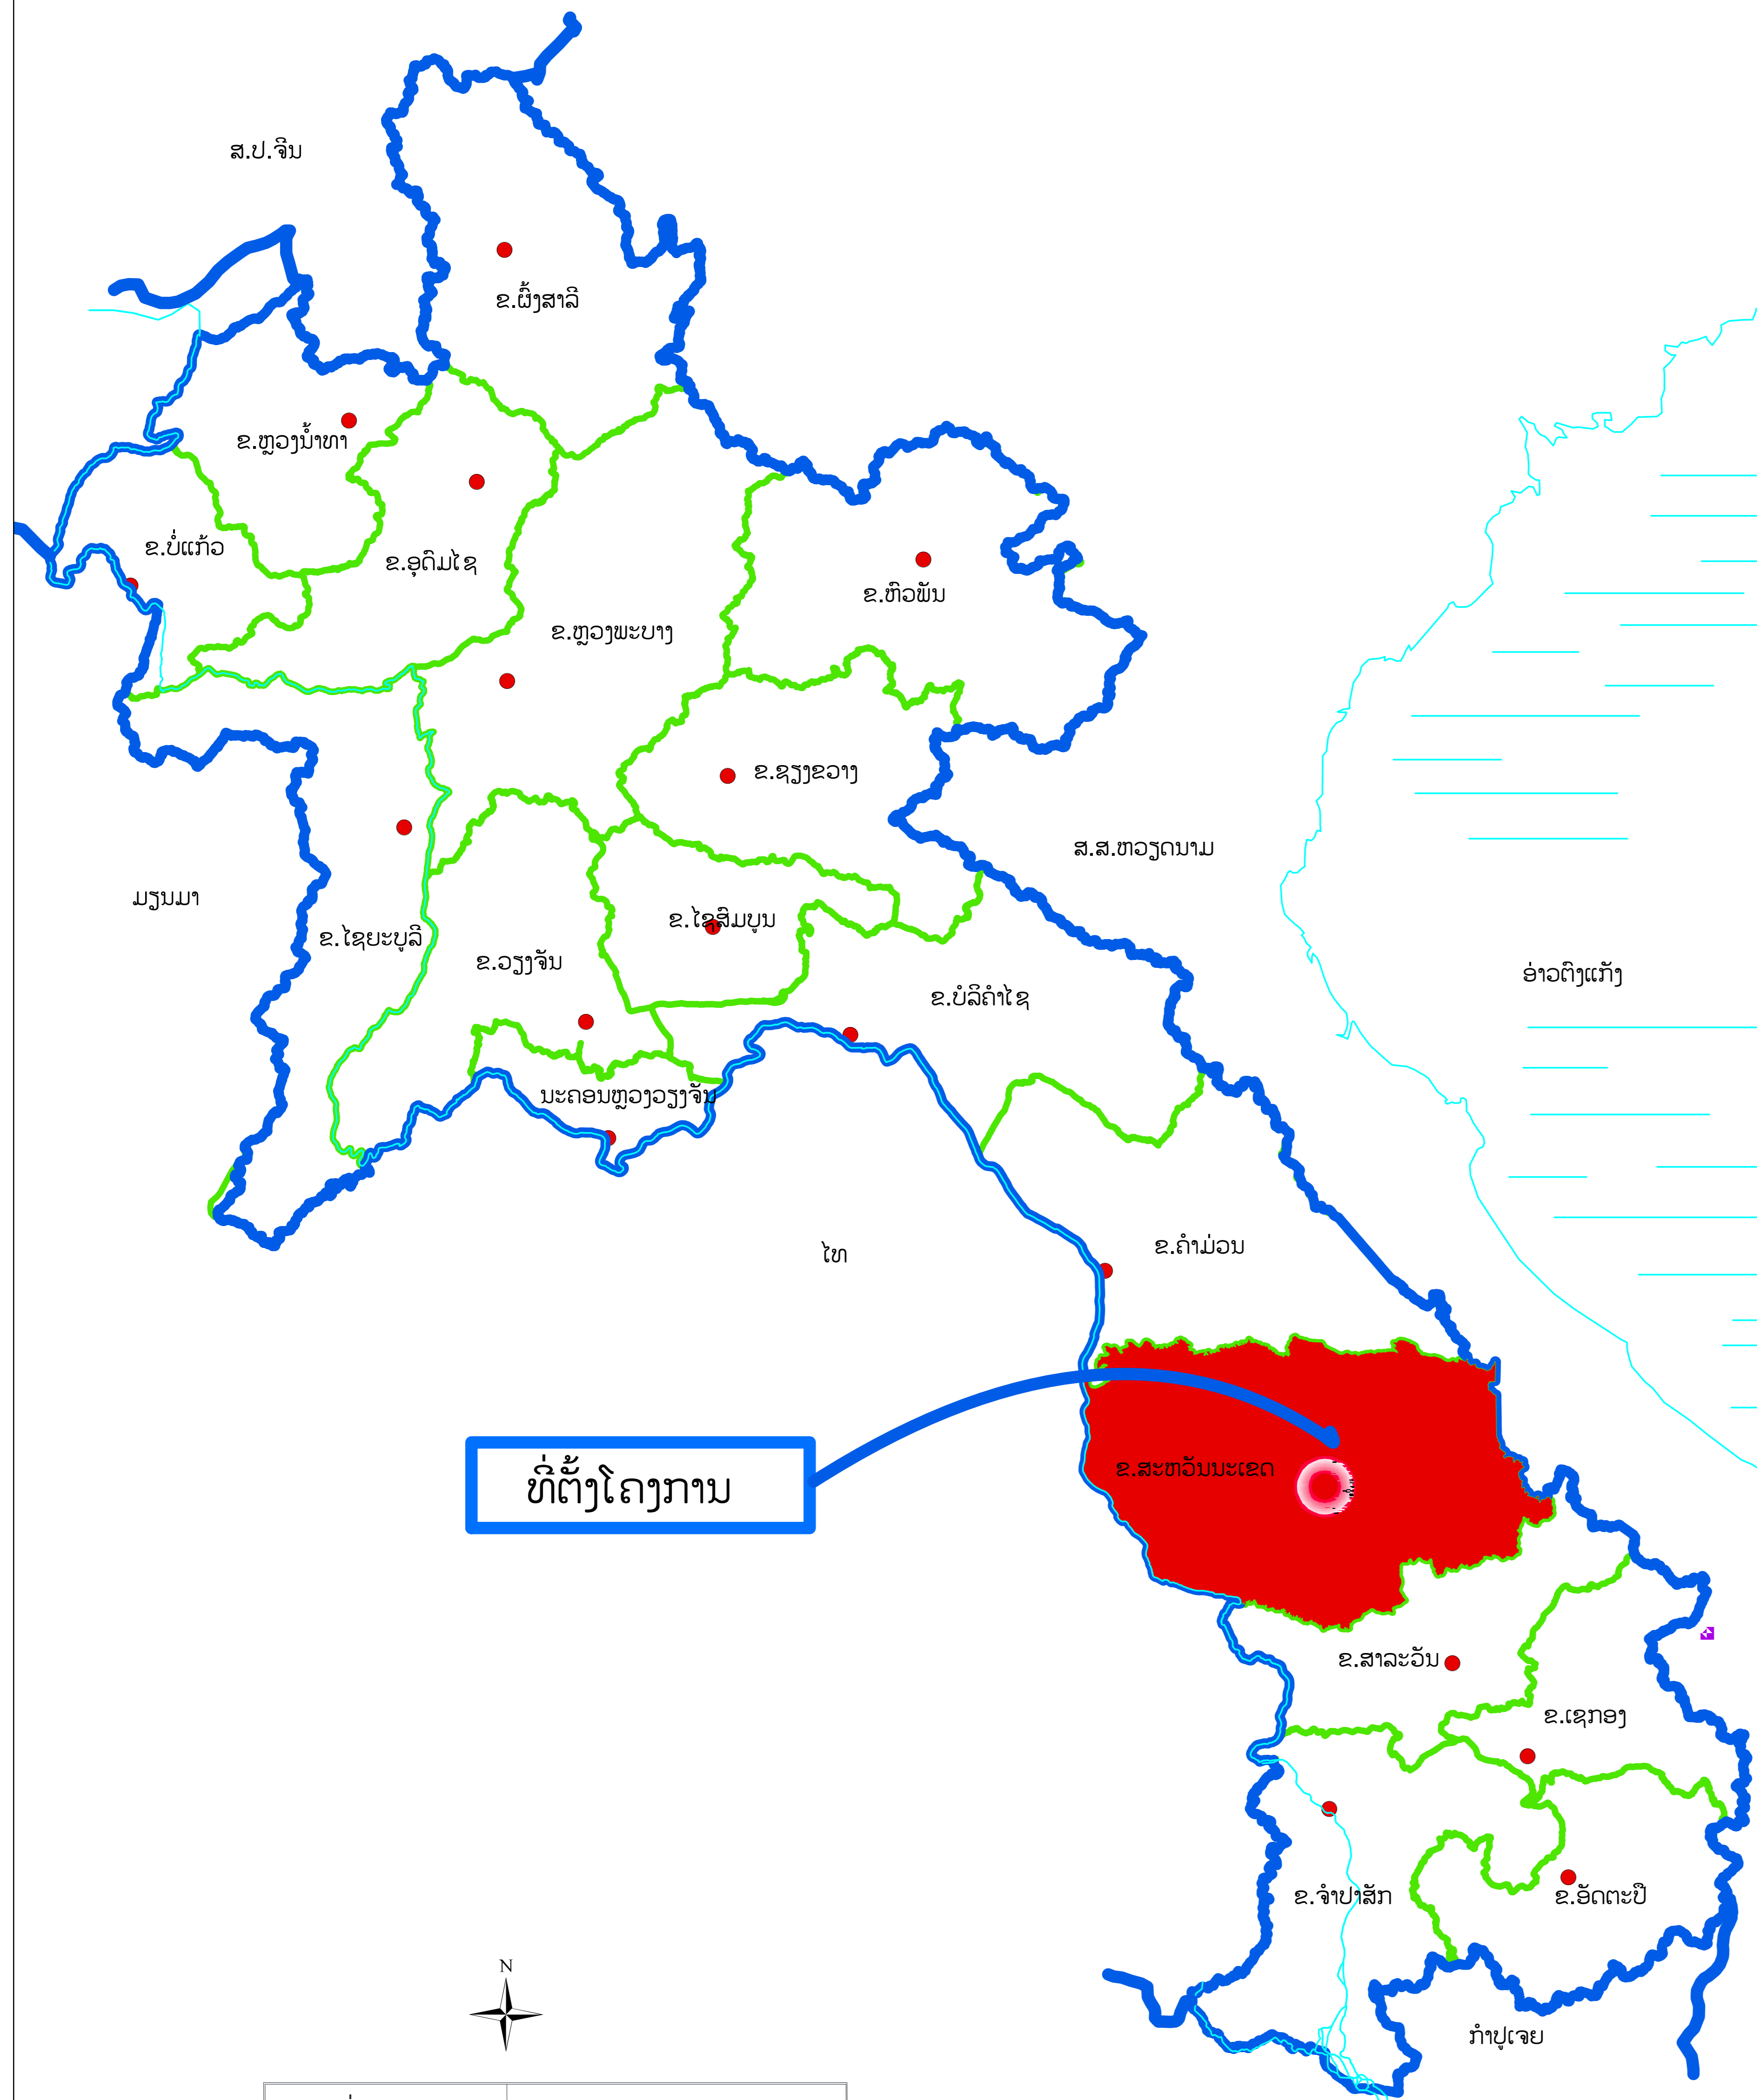 ສ.ປ.ຈີນ
ຂ.ຜົ້ງສາລີ
ຂ.ຫຼວງນ້ຳທາ
ຂ.ບໍ່ແກ້ວ
ຂ.ອຸດົມໄຊ
ຂ.ຫົວພັນ
ຂ.ຫຼວງພະບາງ
ຂ.ຊຽງຂວາງ
ສ.ສ.ຫວຽດນາມ
ມຽນມາ
ຂ.ໄຊສົມບູນ
ຂ.ໄຊຍະບູລີ
ຂ.ວຽງຈັນ
ອ່າວຕົງແກັງ
ຂ.ບໍລິຄຳໄຊ
ນະຄອນຫຼວງວຽງຈັນ
ຂ.ຄຳມ່ວນ
ໄທ
ຂ.ສະຫວັນນະເຂດ
ທີ່ຕັ້ງໂຄງການ
ຂ.ສາລະວັນ
ຂ.ເຊກອງ
ຂ.ຈຳປາສັກ
ຂ.ອັດຕະປື
N
ກຳປູເຈຍ